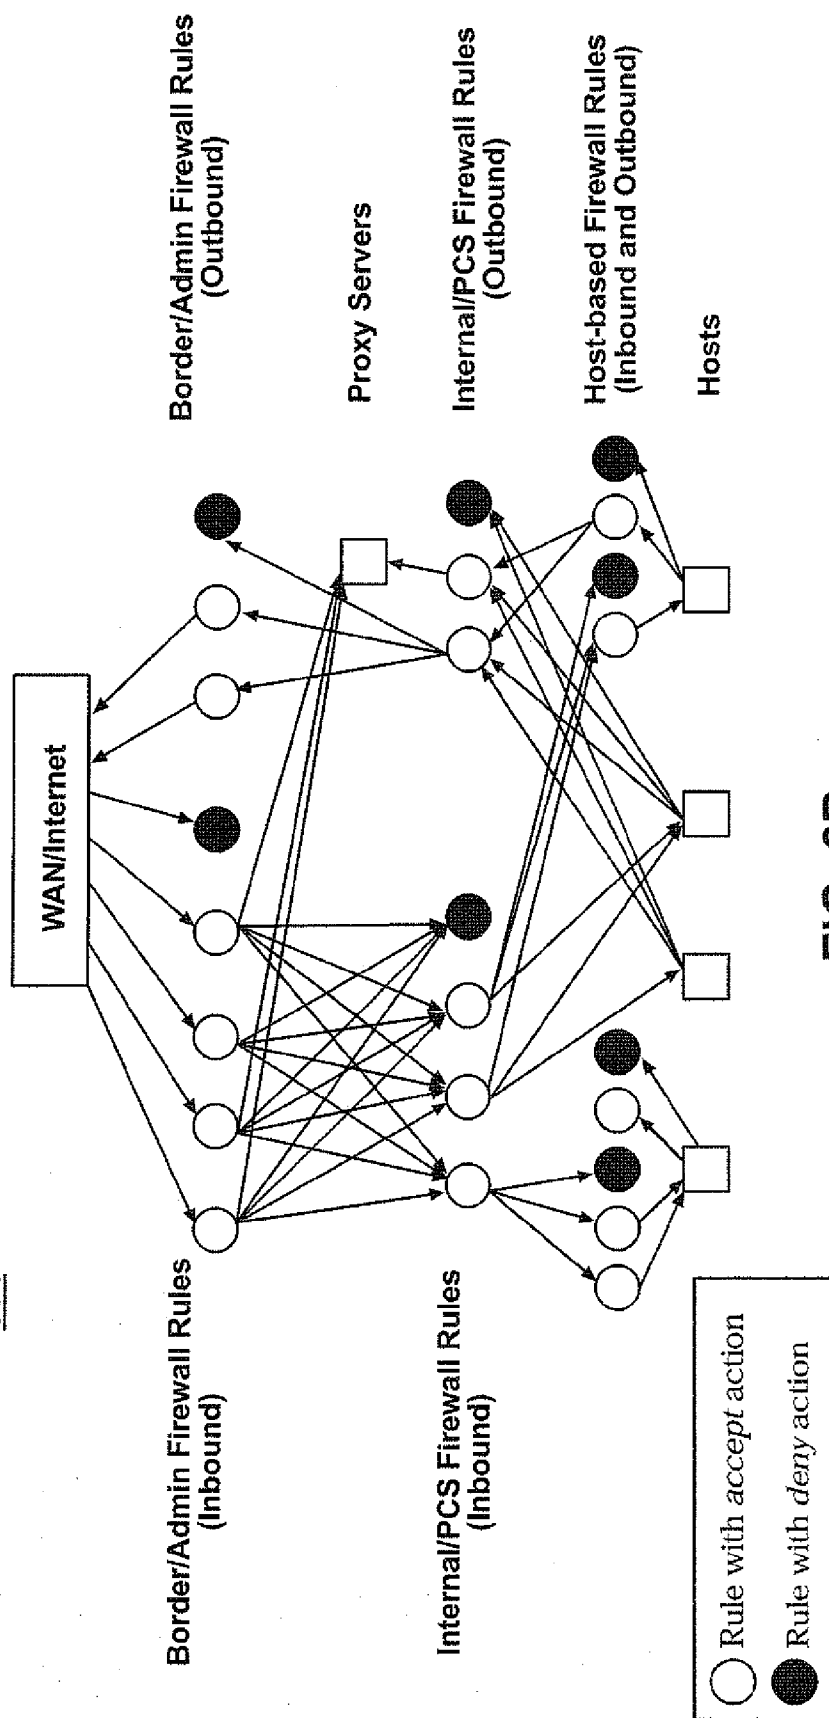 WAN/Internet
Border/Admin Firewall Rules
(Inbound)
Border/Admin Firewall Rules
(Outbound)
Proxy Servers
Internal/PCS Firewall Rules
(Inbound)
Internal/PCS Firewall Rules
(Outbound)
Host-based Firewall Rules
(Inbound and Outbound)
Hosts
Rule with accept action
Rule with deny action